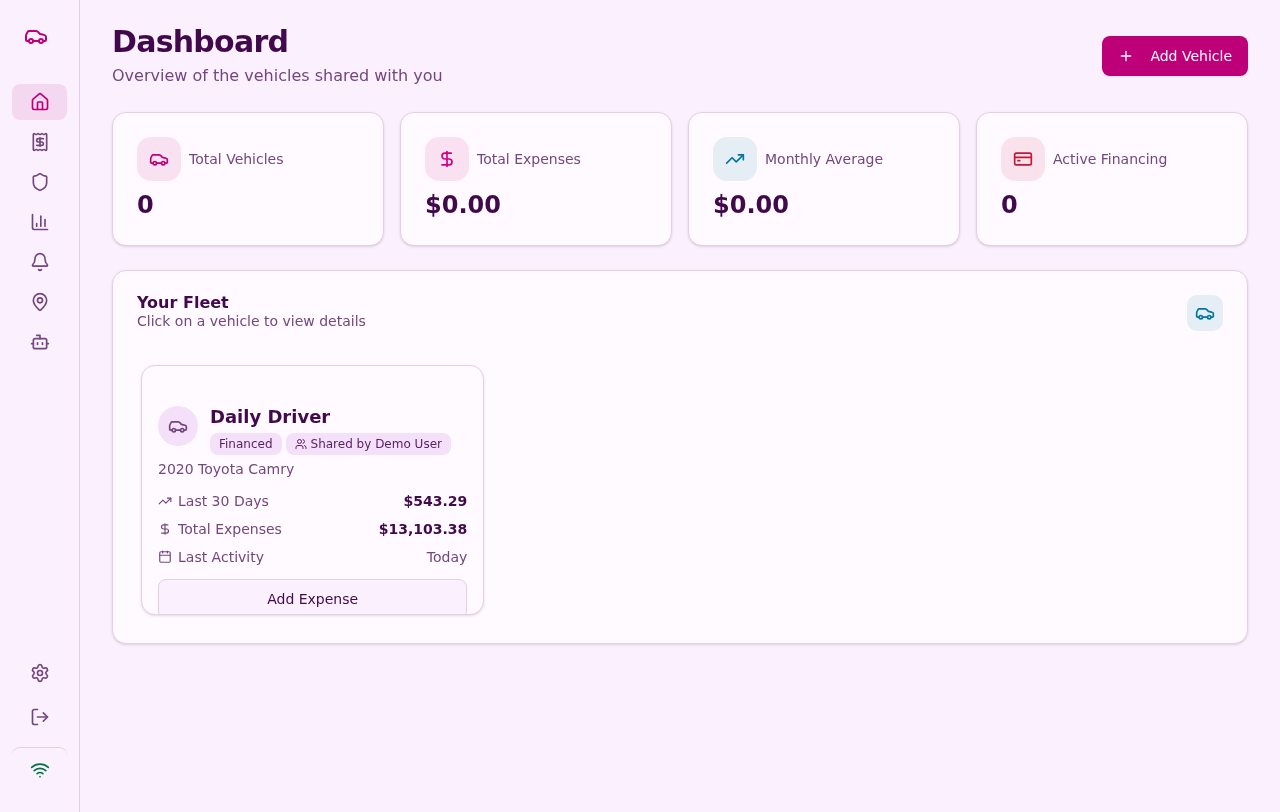 Dashboard
Overview of the vehicles shared with you
Add Vehicle
Total Vehicles
0
Total Expenses
$0.00
Monthly Average
$0.00
Active Financing
0
Your Fleet
Click on a vehicle to view details
Daily Driver
Financed
Shared by Demo User
2020 Toyota Camry
Last 30 Days $543.29
Total Expenses $13,103.38
Last Activity Today
Add Expense